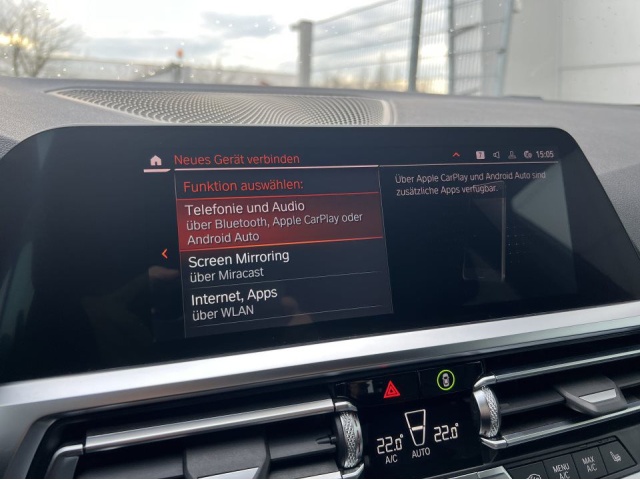 Neues Gerät verbinden
7
15:05
Funktion auswählen:
Telefonie und Audio
über Bluetooth, Apple CarPlay oder
Android Auto
Screen Mirroring
über Miracast
Internet, Apps
über WLAN
Über Apple CarPlay und Android Auto sind
zusätzliche Apps verfügbar.
22.0 22.0
A/C AUTO A/C
MENU
A/C
MAX
A/C